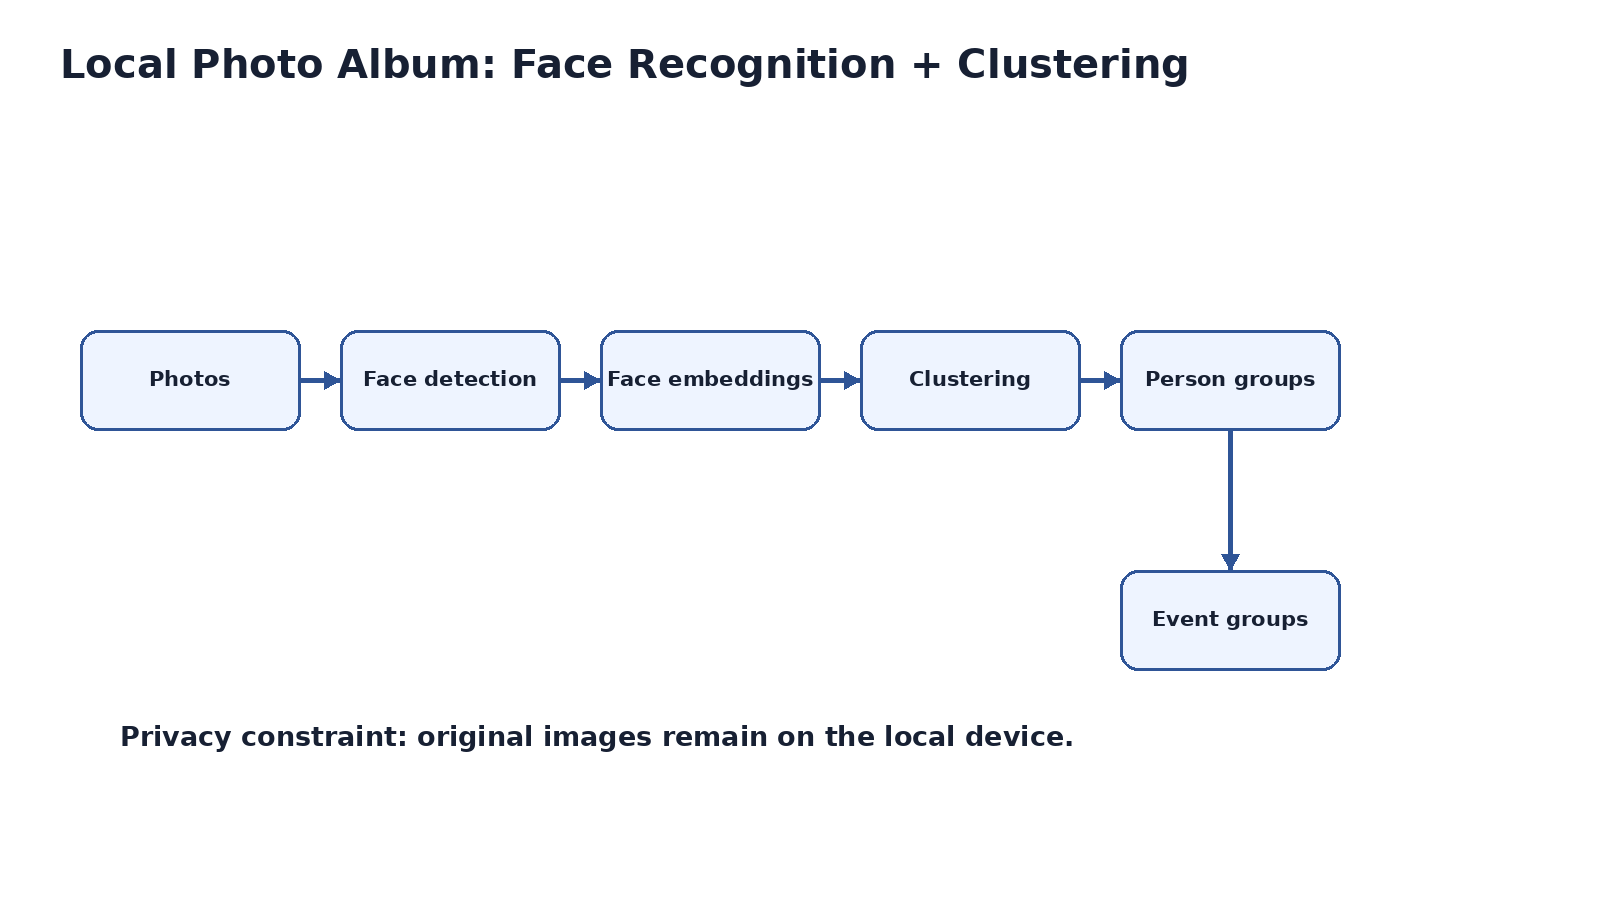 Local Photo Album: Face Recognition + Clustering
Photos
Face detection
Face embeddings
Clustering
Person groups
Event groups
Privacy constraint: original images remain on the local device.